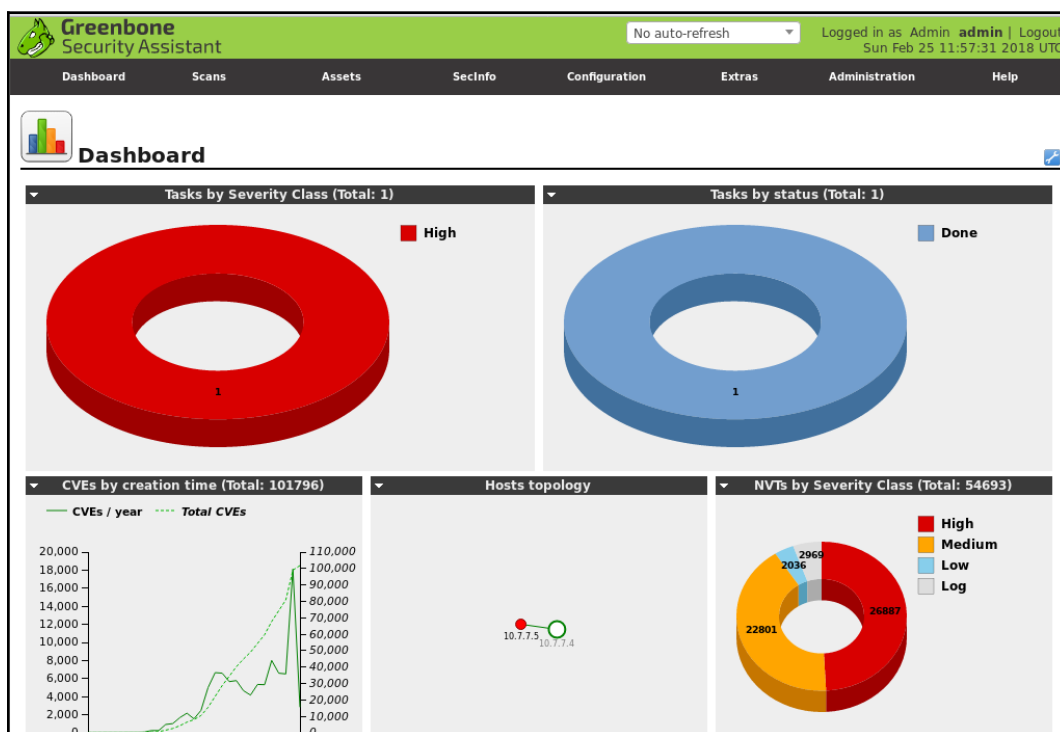 Greenbone
Security Assistant
No auto-refresh
Logged in as Admin admin | Logout
Sun Feb 25 11:57:31 2018 UTC
Dashboard Scans Assets SecInfo Configuration Extras Administration Help
Dashboard
Tasks by Severity Class (Total: 1)
High
1
Tasks by status (Total: 1)
Done
1
CVEs by creation time (Total: 101796)
CVEs / year Total CVEs
20,000
18,000
16,000
14,000
12,000
10,000
8,000
6,000
4,000
2,000
0
110,000
100,000
90,000
80,000
70,000
60,000
50,000
40,000
30,000
20,000
10,000
0
Hosts topology
10.7.7.5
10.7.7.4
NVTs by Severity Class (Total: 54693)
High
Medium
Low
Log
2969
2036
26887
22801